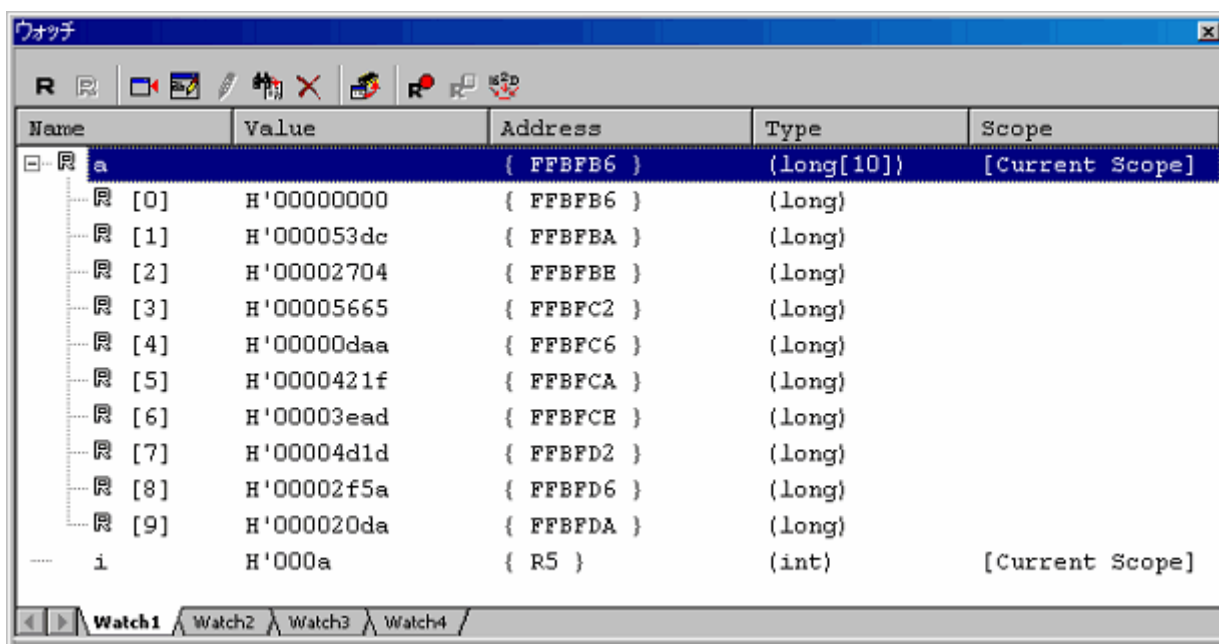 ウォッチ
Name Value Address Type Scope
R a { FFBFB6 } (long[10]) [Current Scope]
R [0] H'00000000 { FFBFB6 } (long)
R [1] H'000053dc { FFBFBA } (long)
R [2] H'00002704 { FFBFBE } (long)
R [3] H'00005665 { FFBFC2 } (long)
R [4] H'00000daa { FFBFC6 } (long)
R [5] H'0000421f { FFBFCA } (long)
R [6] H'00003ead { FFBFCE } (long)
R [7] H'00004d1d { FFBFD2 } (long)
R [8] H'00002f5a { FFBFD6 } (long)
R [9] H'000020da { FFBFDA } (long)
i H'000a { R5 } (int) [Current Scope]
Watch1 Watch2 Watch3 Watch4